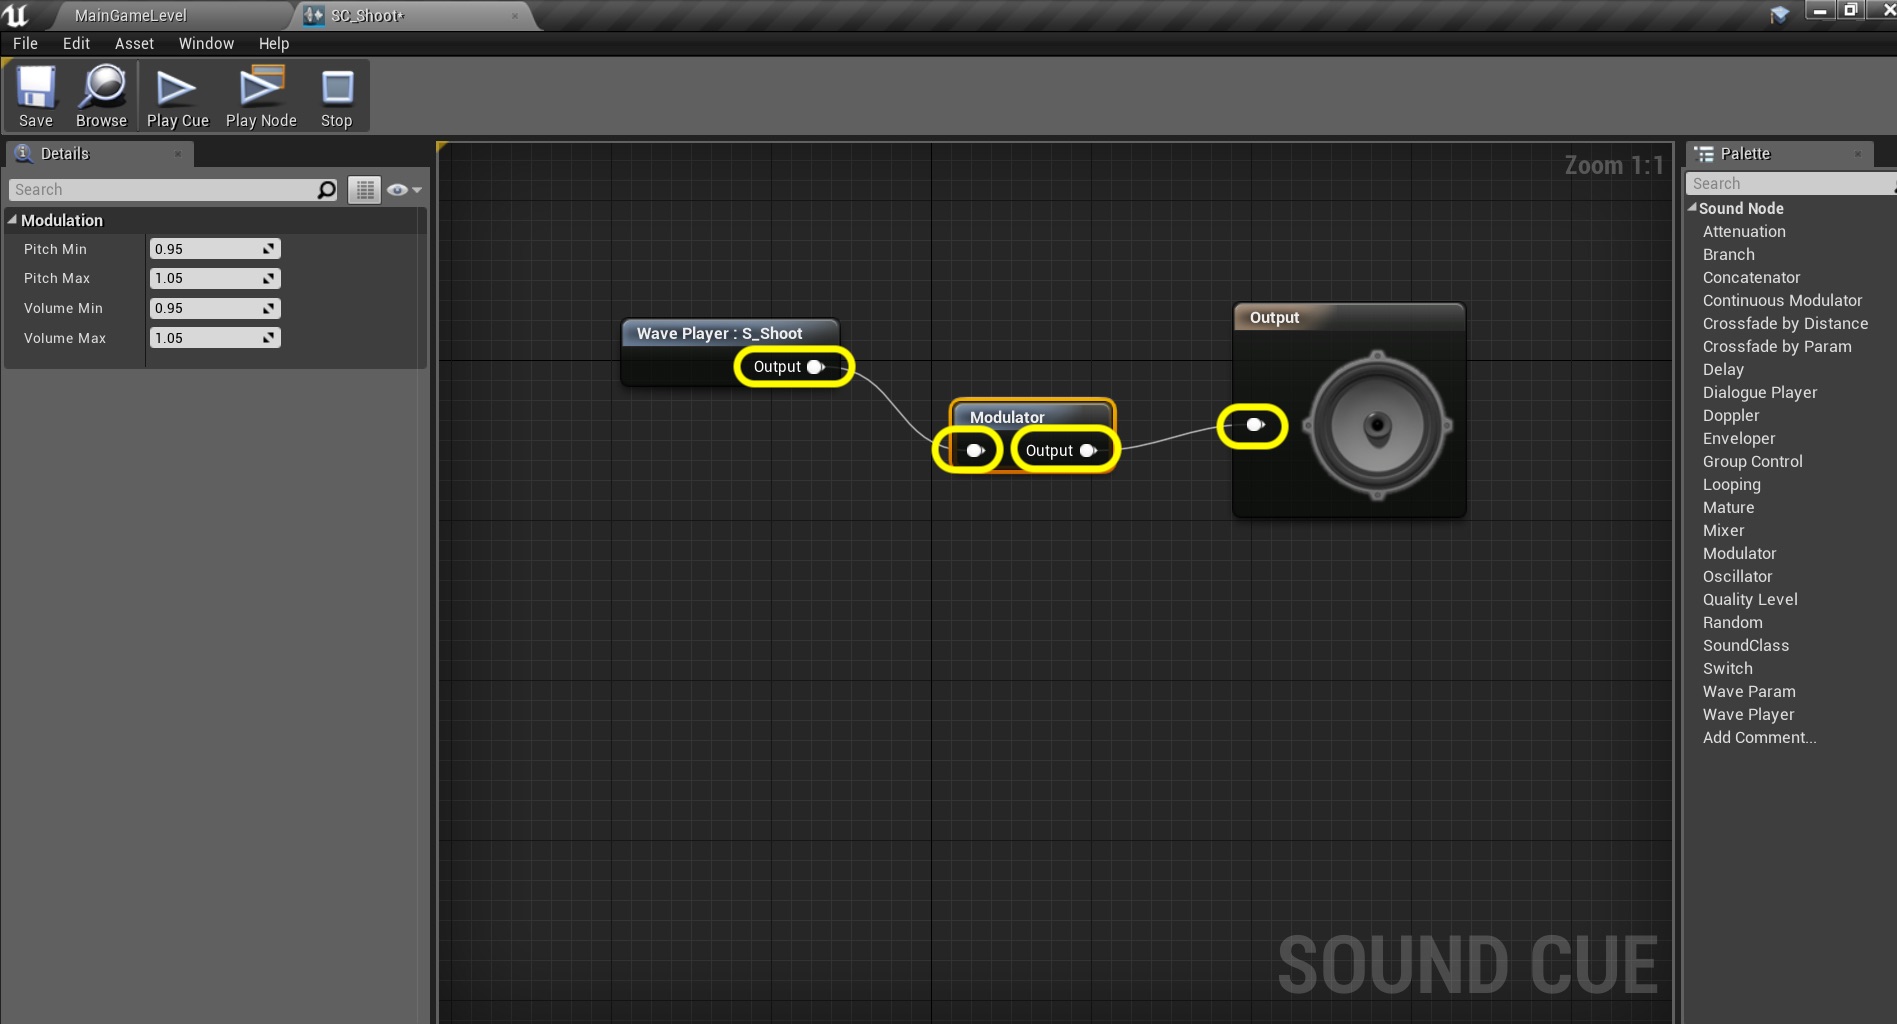 MainGameLevel
SC_Shoot*
File Edit Asset Window Help
Save Browse Play Cue Play Node Stop
Details
Search
Modulation
Pitch Min 0.95
Pitch Max 1.05
Volume Min 0.95
Volume Max 1.05
Zoom 1:1
Wave Player : S_Shoot
Output
Modulator
Output
Output
SOUND CUE
Palette
Search
Sound Node
Attenuation
Branch
Concatenator
Continuous Modulator
Crossfade by Distance
Crossfade by Param
Delay
Dialogue Player
Doppler
Enveloper
Group Control
Looping
Mature
Mixer
Modulator
Oscillator
Quality Level
Random
SoundClass
Switch
Wave Param
Wave Player
Add Comment...